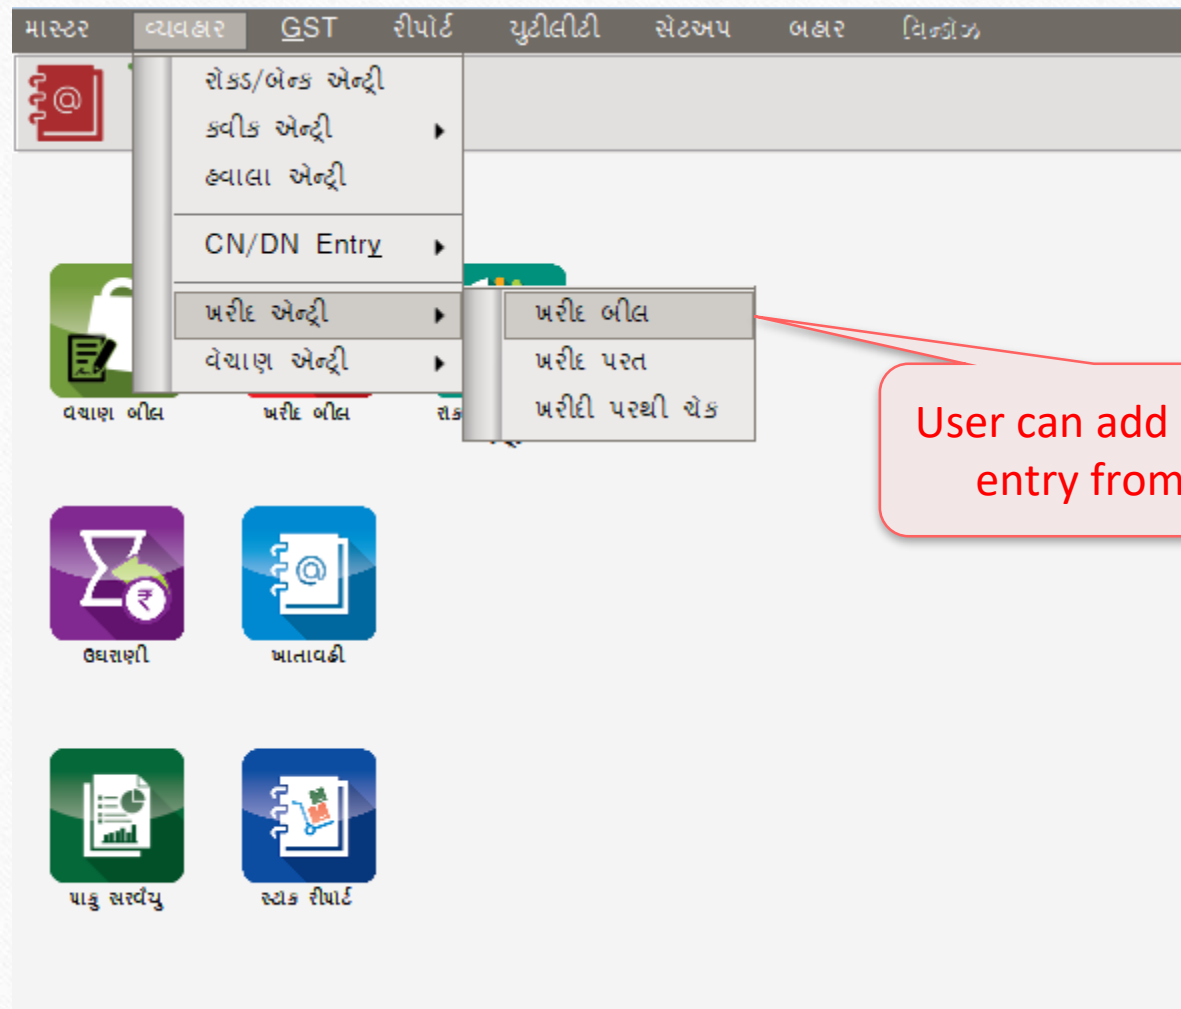 માસ્ટર વ્યવહાર GST રીપોર્ટ યુટીલીટી સેટઅપ બહાર વિન્ડોઝ
રોકડ/બેન્ક એન્ટ્રી
ક્વીક એન્ટ્રી
હવાલા એન્ટ્રી
CN/DN Entry
ખરીદ એન્ટ્રી
વેચાણ એન્ટ્રી
ખરીદ બીલ
ખરીદ પરત
ખરીદી પરથી ચેક
User can add
entry from
વેચાણ બીલ ખરીદ બીલ
ઉઘરાણી ખાતાવહી
પાકુ સરવૈયુ સ્ટોક રીપોર્ટ